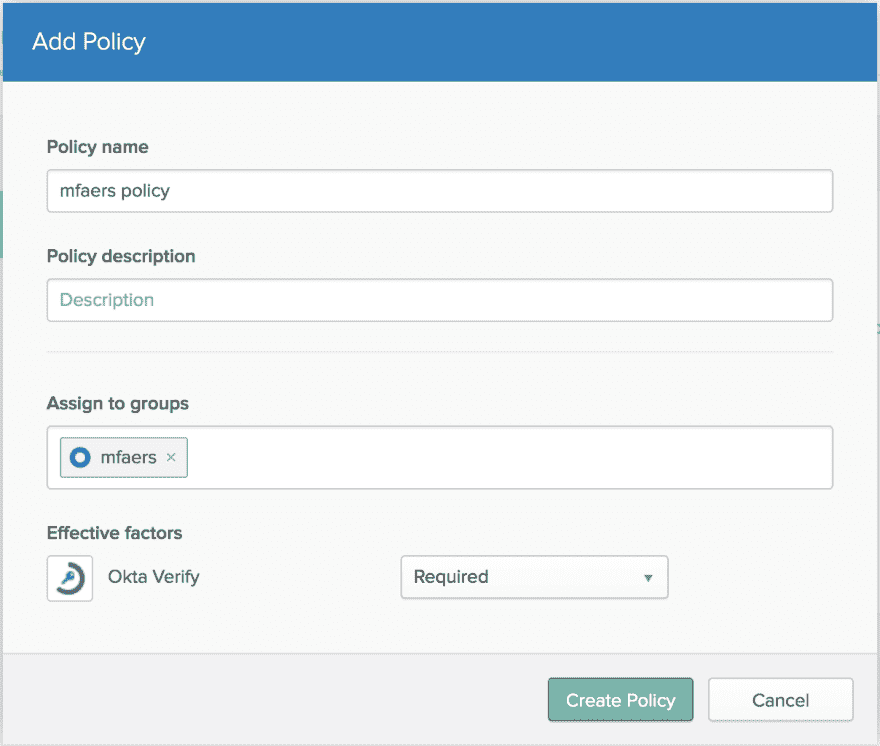 Add Policy
Policy name
mfaers policy
Policy description
Description
Assign to groups
mfaers ×
Effective factors
Okta Verify Required
Create Policy Cancel